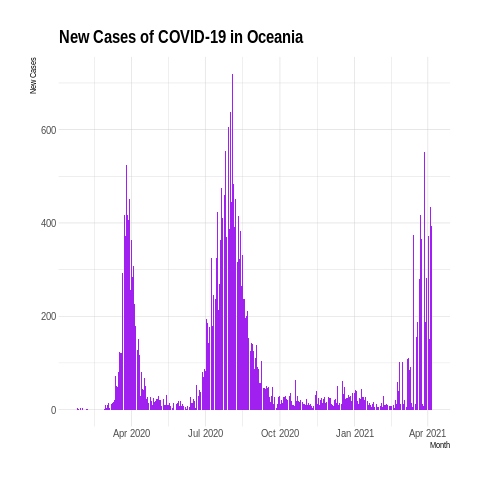 New Cases of COVID-19 in Oceania
New Cases
600
400
200
0
Apr 2020 Jul 2020 Oct 2020 Jan 2021 Apr 2021
Month